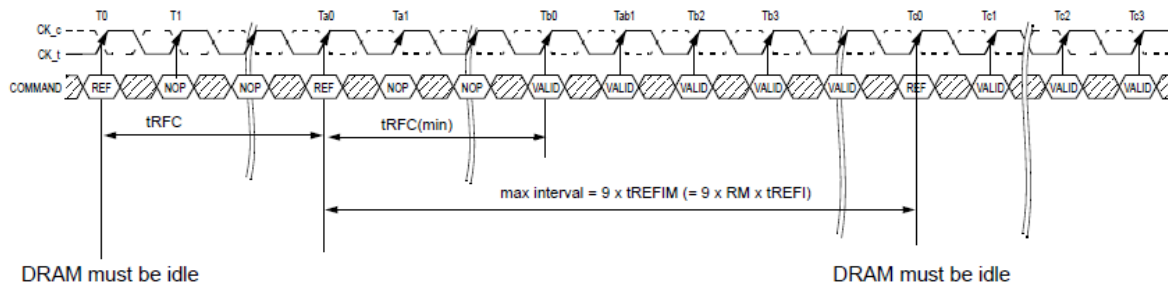 T0 T1 Ta0 Ta1 Tb0 Tab1 Tb2 Tb3 Tc0 Tc1 Tc2 Tc3
CK_c
CK_t
COMMAND REF NOP NOP REF NOP NOP VALID VALID VALID VALID VALID REF VALID VALID VALID
tRFC tRFC(min)
max interval = 9 x tREFIM (= 9 x RM x tREFI)
DRAM must be idle DRAM must be idle